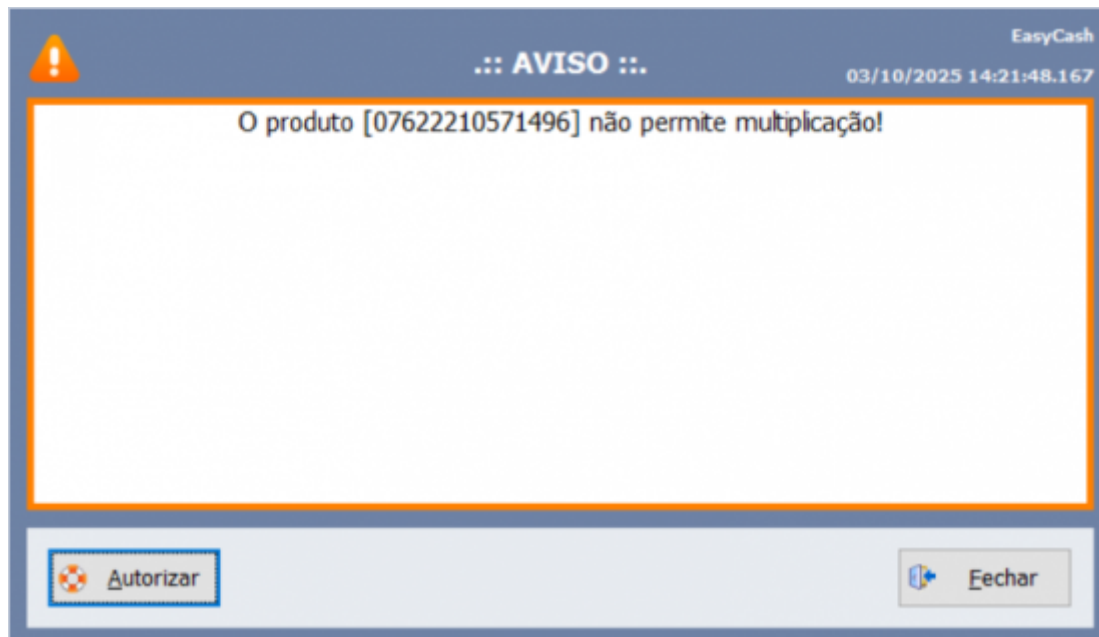 EasyCash
.:: AVISO ::.
03/10/2025 14:21:48.167
O produto [07622210571496] não permite multiplicação!
Autorizar
Fechar